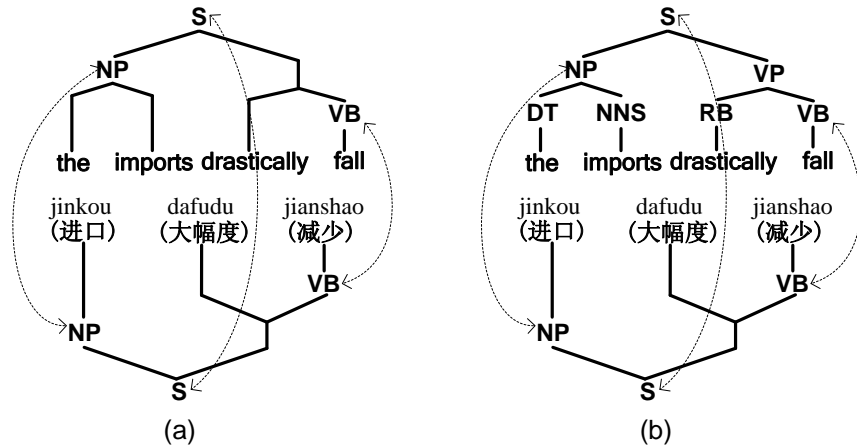 S
NP
VB
the imports drastically fall
jinkou dafudu jianshao
(进口) (大幅度) (减少)
VB
NP
S
(a)
S
NP VP
DT NNS RB VB
the imports drastically fall
jinkou dafudu jianshao
(进口) (大幅度) (减少)
VB
NP
S
(b)